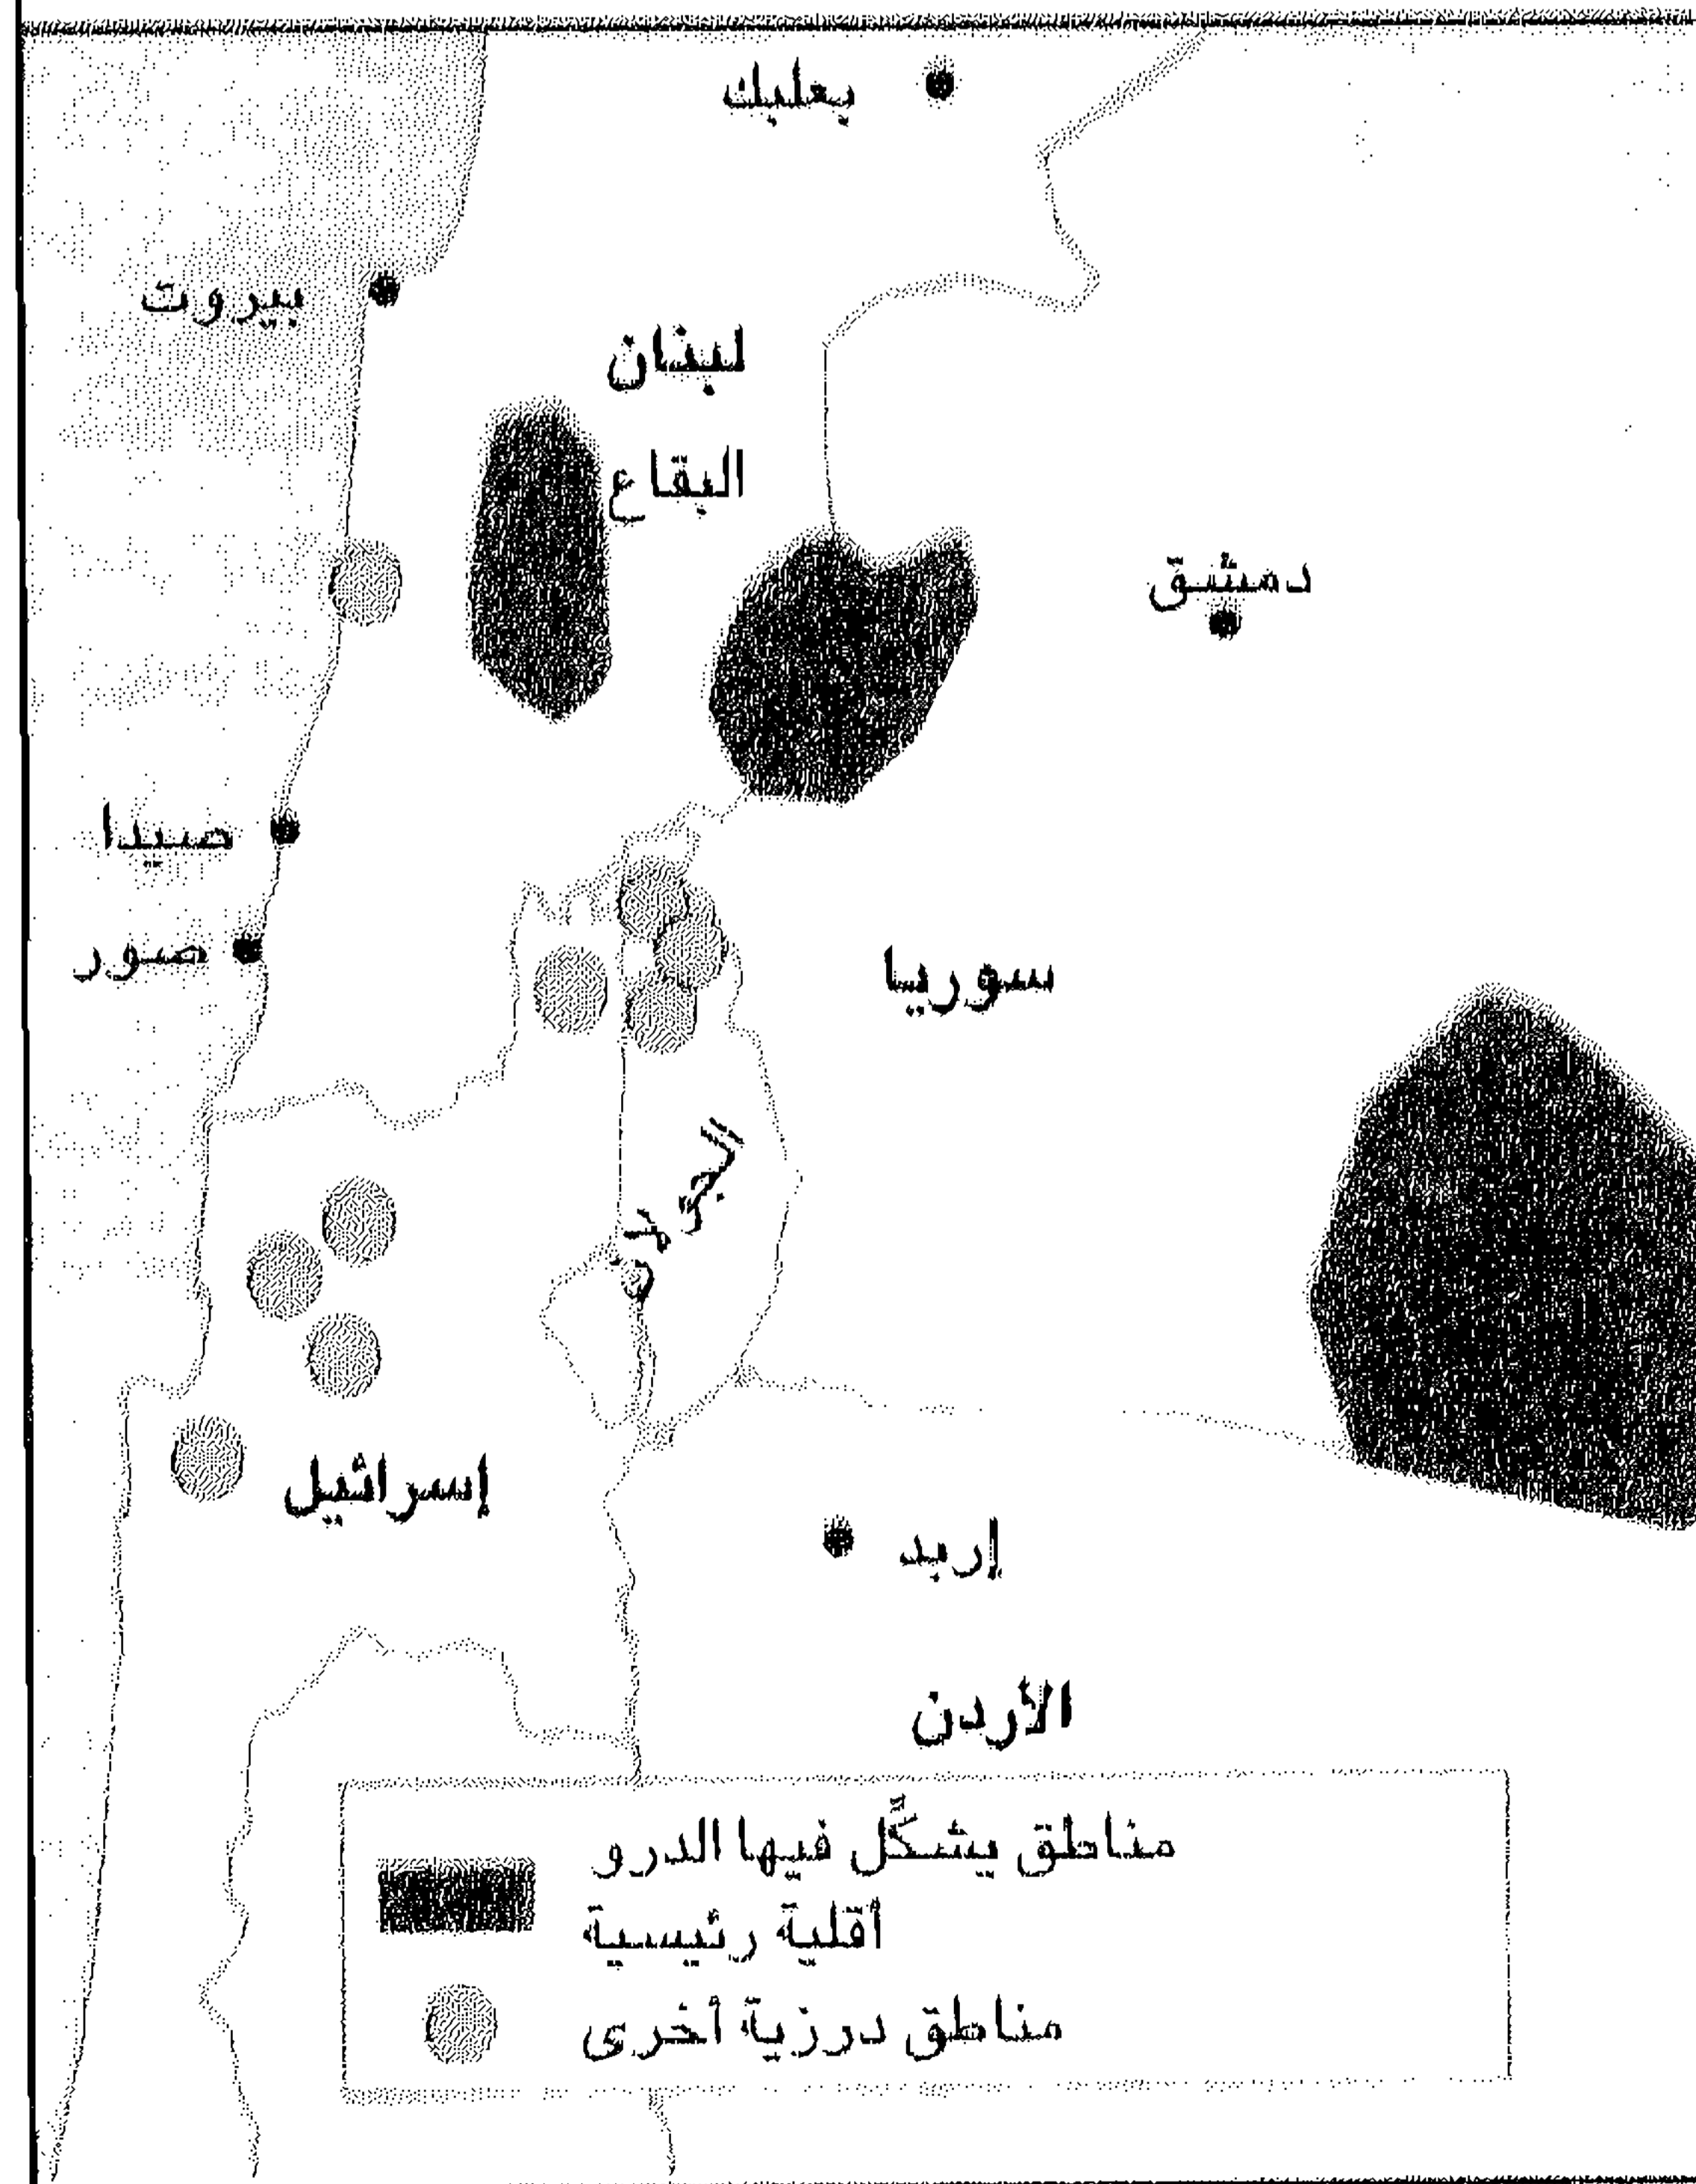 بعلبك
بيروت
لبنان
البقاع
دمشق
صيدا
صور
سوريا
الجولان
إسرائيل
إربد
الأردن
مناطق يشكِّل فيها الدرو
أقلية رئيسية
مناطق درزية أخرى